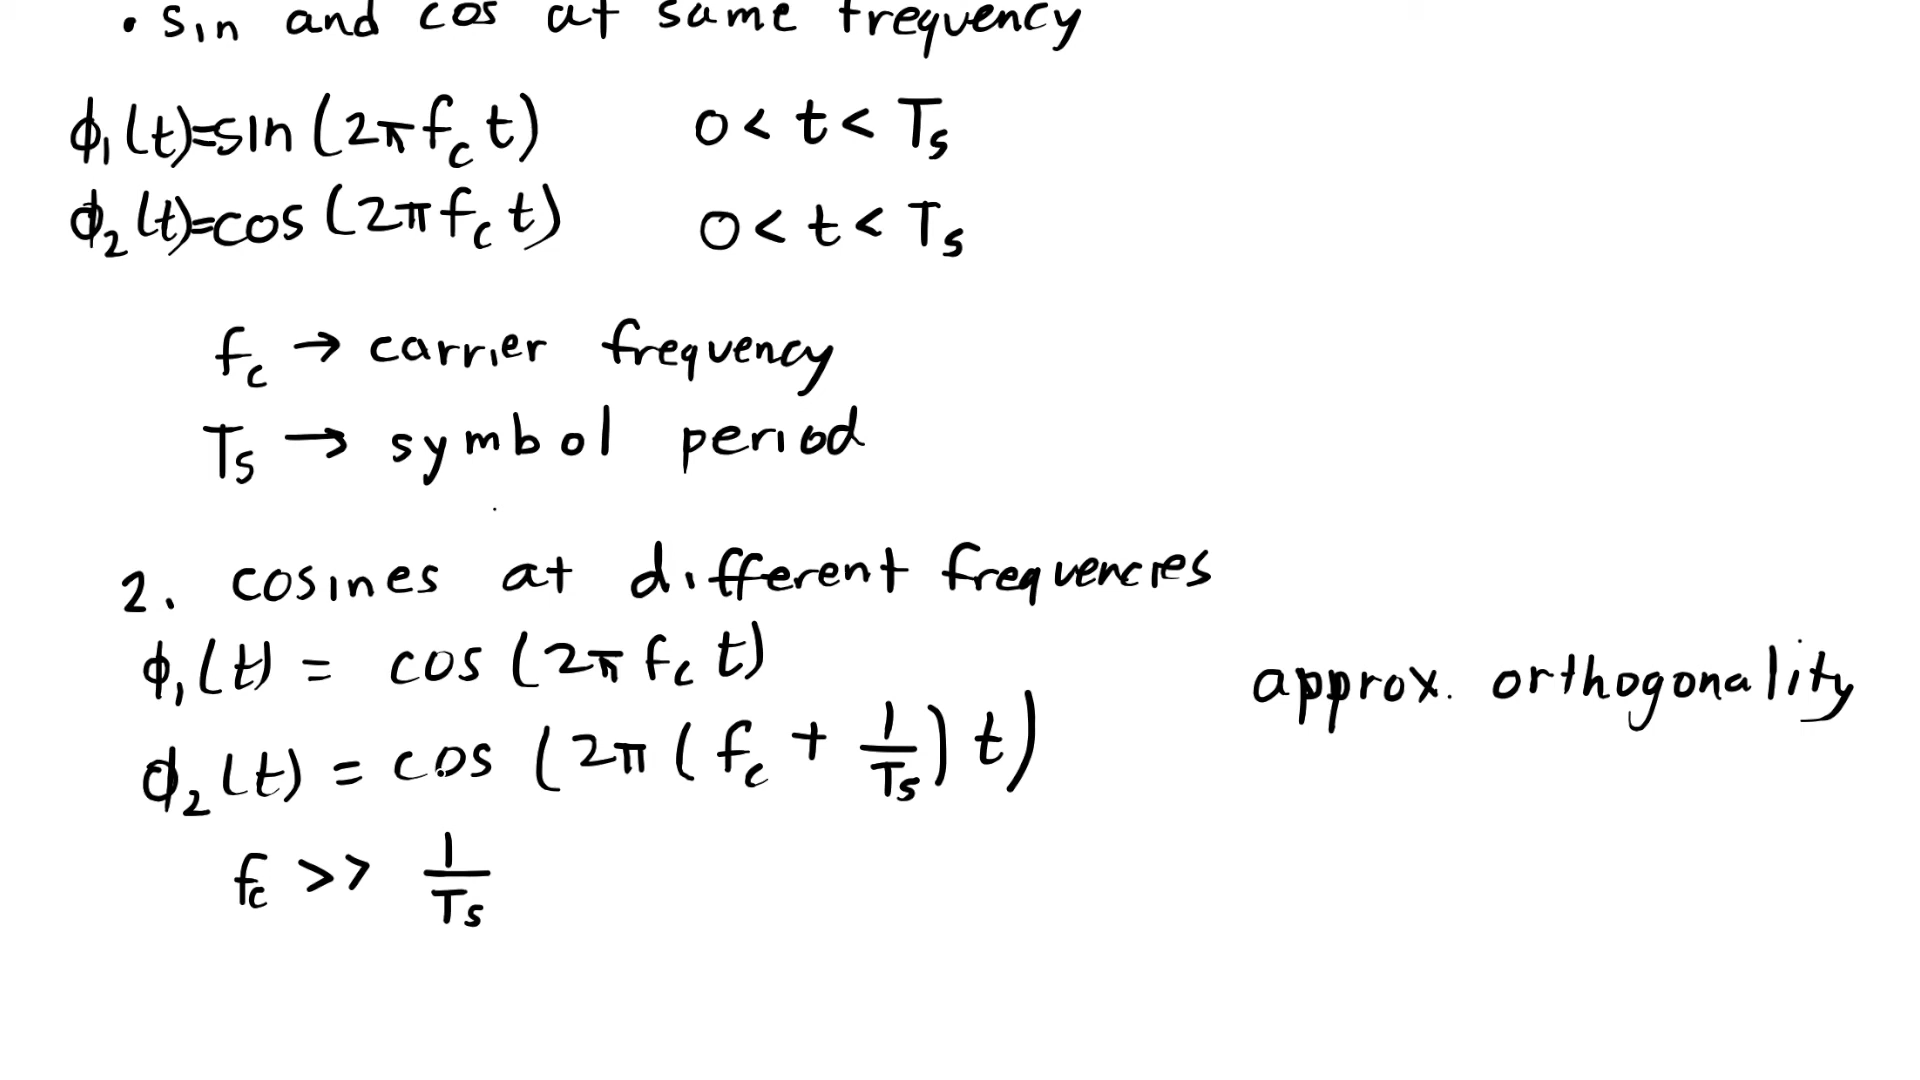 • sin and cos at same frequency
ϕ₁(t)=sin(2πf_c t) 0 < t < T_s
ϕ₂(t)=cos(2πf_c t) 0 < t < T_s
f_c → carrier frequency
T_s → symbol period
2. cosines at different frequencies
ϕ₁(t) = cos(2πf_c t)
approx. orthogonality
ϕ₂(t) = cos(2π(f_c + 1/T_s)t)
f_c >> 1/T_s